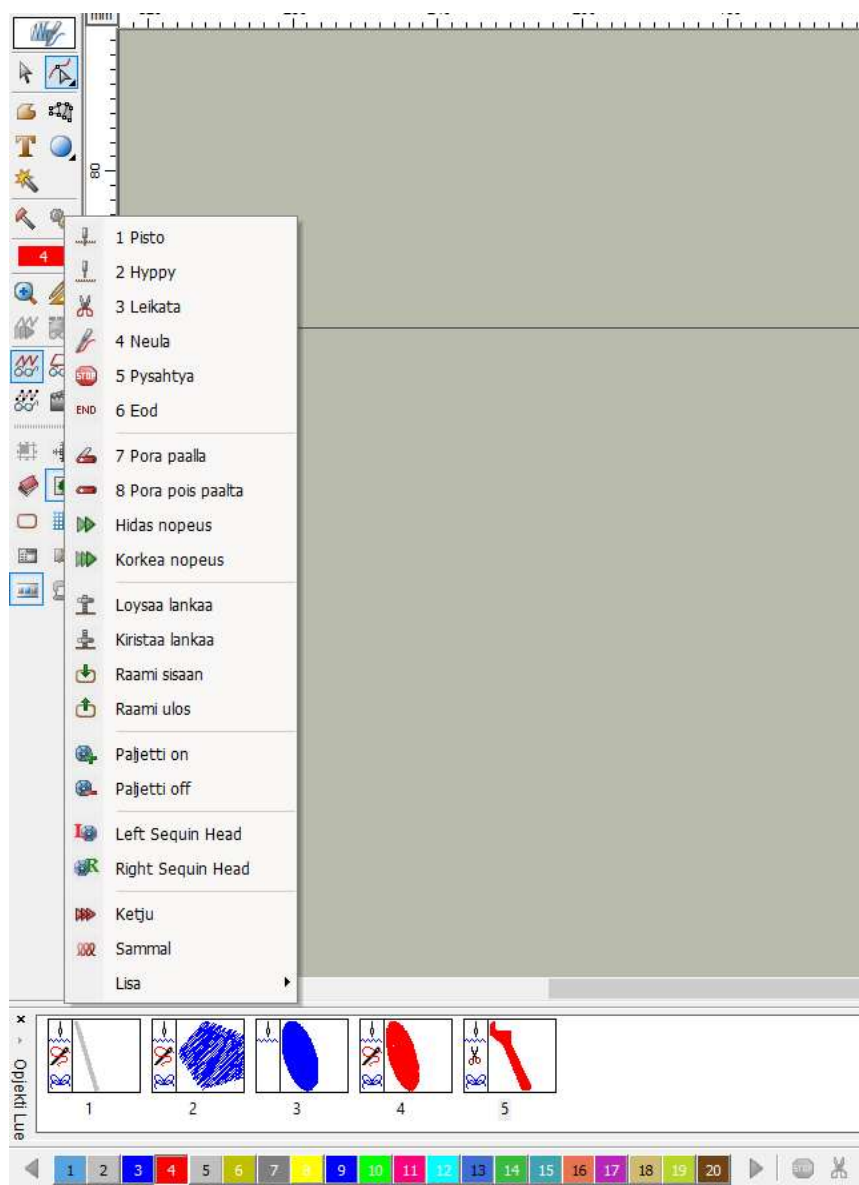 mm
80
4
1 Pisto
2 Hyppy
3 Leikata
4 Neula
STOP 5 Pysahtya
END 6 Eod
7 Pora paalla
8 Pora pois paalta
Hidas nopeus
Korkea nopeus
Loysaa lankaa
Kiristaa lankaa
Raami sisaan
Raami ulos
Paljetti on
Paljetti off
L Left Sequin Head
R Right Sequin Head
Ketju
Sammal
Lisa
Opjekti Lue
1 2 3 4 5
1 2 3 4 5 6 7 8 9 10 11 12 13 14 15 16 17 18 19 20